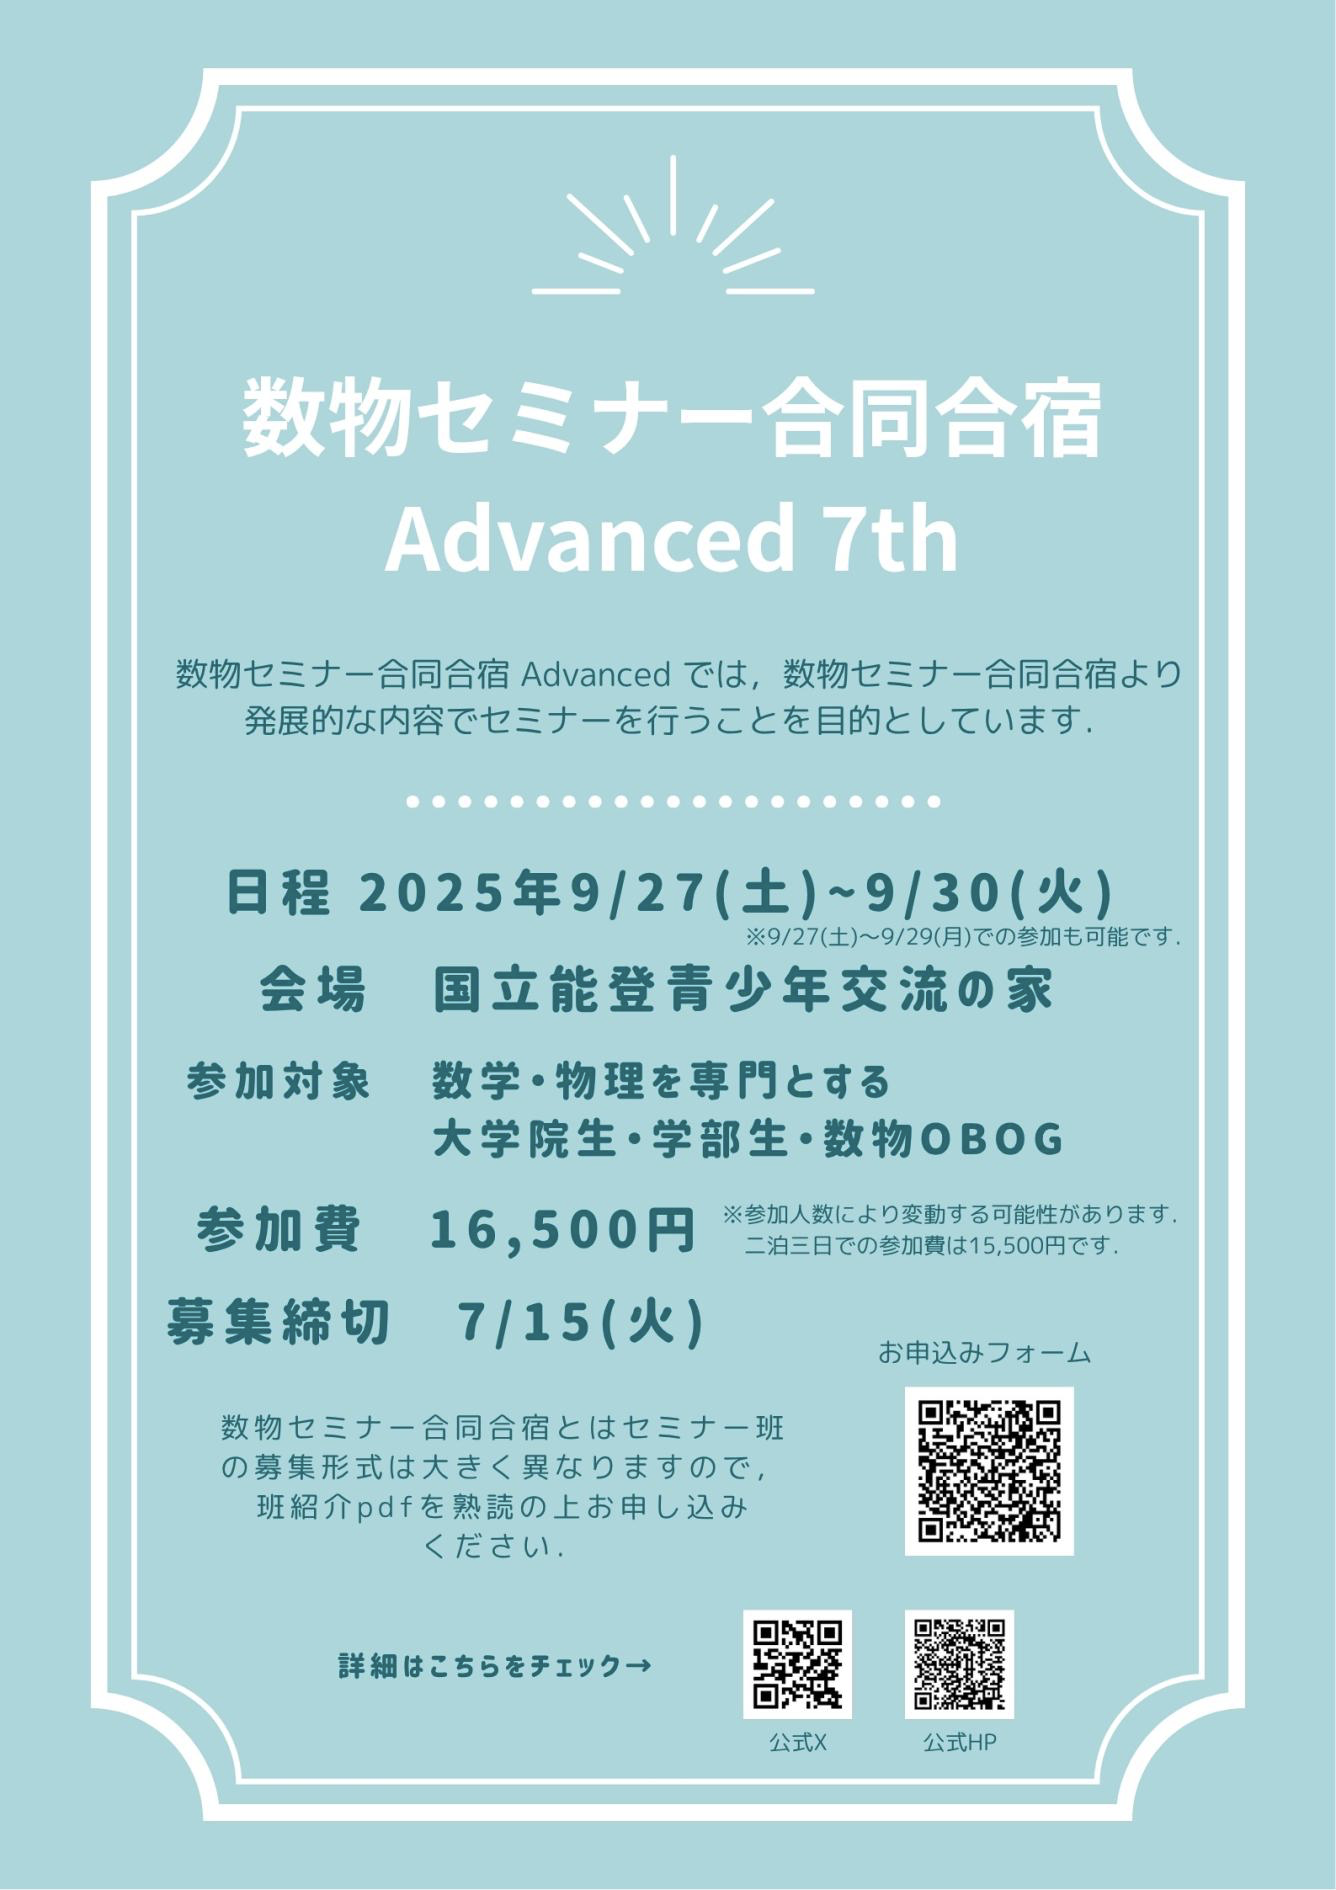 数物セミナー合同合宿
Advanced 7th
数物セミナー合同合宿 Advanced では，数物セミナー合同合宿より
発展的な内容でセミナーを行うことを目的としています．
日程 2025年9/27(土)~9/30(火)
※9/27(土)～9/29(月)での参加も可能です．
会場 国立能登青少年交流の家
参加対象 数学・物理を専門とする
大学院生・学部生・数物OBOG
参加費 16,500円 ※参加人数により変動する可能性があります．
二泊三日での参加費は15,500円です．
募集締切 7/15(火)
お申込みフォーム
数物セミナー合同合宿とはセミナー班
の募集形式は大きく異なりますので，
班紹介pdfを熟読の上お申し込み
ください．
詳細はこちらをチェック→
公式X 公式HP